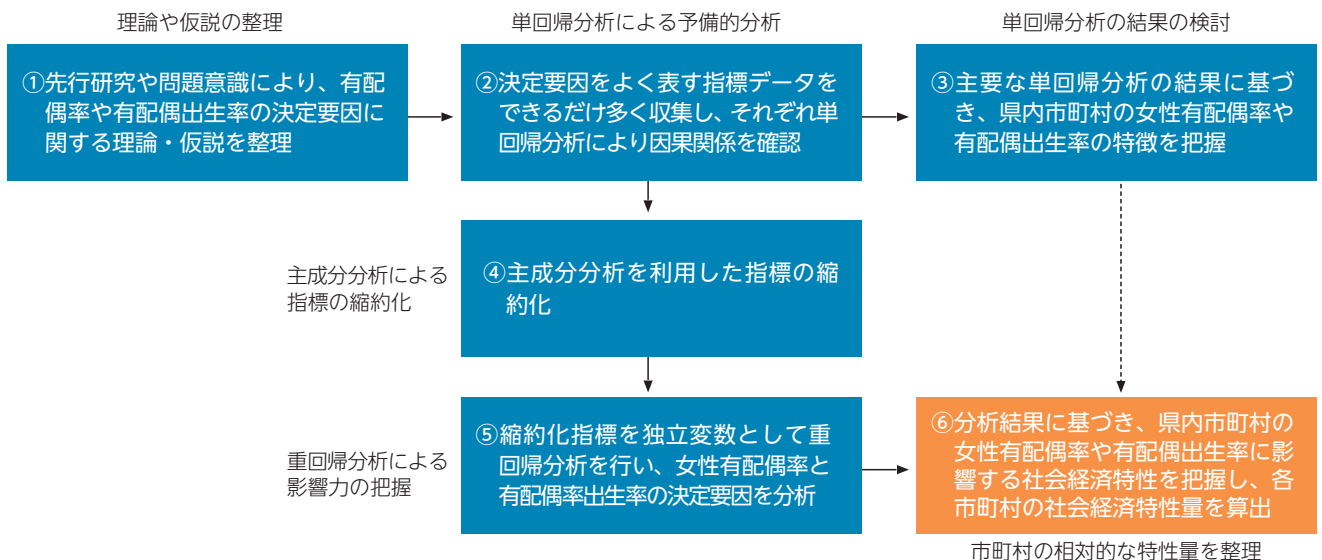 理論や仮説の整理
①先行研究や問題意識により、有配
偶率や有配偶出生率の決定要因に
関する理論・仮説を整理
単回帰分析による予備的分析
②決定要因をよく表す指標データを
できるだけ多く収集し、それぞれ単
回帰分析により因果関係を確認
単回帰分析の結果の検討
③主要な単回帰分析の結果に基づ
き、県内市町村の女性有配偶率や
有配偶出生率の特徴を把握
主成分分析による
指標の縮約化
④主成分分析を利用した指標の縮
約化
重回帰分析による
影響力の把握
⑤縮約化指標を独立変数として重
回帰分析を行い、女性有配偶率と
有配偶率出生率の決定要因を分析
⑥分析結果に基づき、県内市町村の
女性有配偶率や有配偶出生率に影
響する社会経済特性を把握し、各
市町村の社会経済特性量を算出
市町村の相対的な特性量を整理